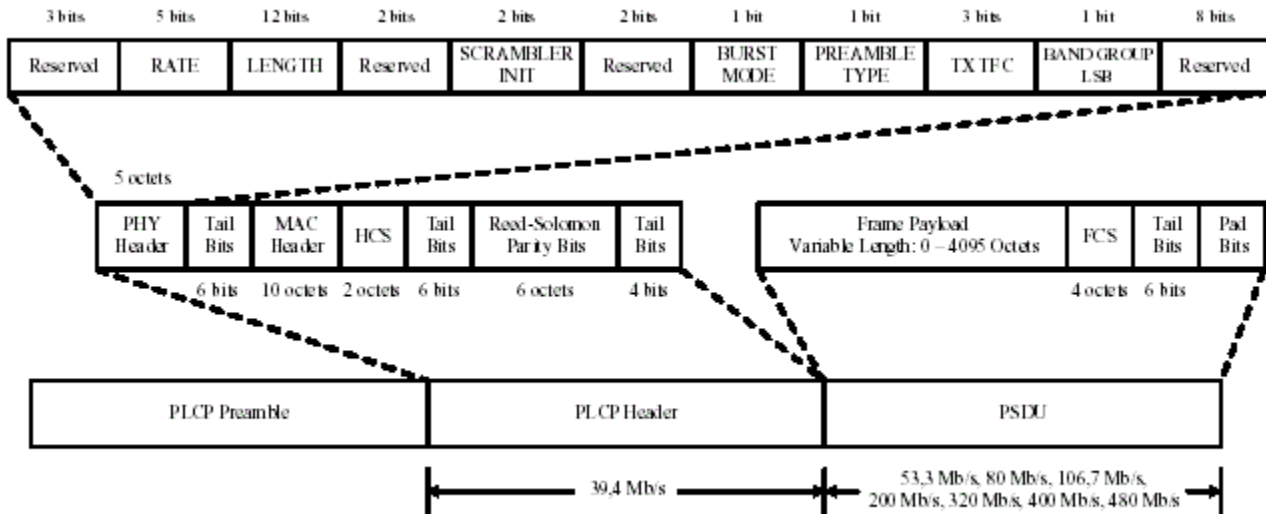 3 bits 5 bits 12 bits 2 bits 2 bits 2 bits 1 bit 1 bit 3 bits 1 bit 8 bits
Reserved RATE LENGTH Reserved SCRAMBLER INIT Reserved BURST MODE PREAMBLE TYPE TX TFC BAND GROUP LSB Reserved
5 octets
PHY Header Tail Bits MAC Header HCS Tail Bits Reed-Solomon Parity Bits Tail Bits
Frame Payload
Variable Length: 0 – 4095 Octets
FCS Tail Bits Pad Bits
6 bits 10 octets 2 octets 6 bits 6 octets 4 bits 4 octets 6 bits
PLCP Preamble PLCP Header PSDU
39,4 Mb/s
53,3 Mb/s, 80 Mb/s, 106,7 Mb/s,
200 Mb/s, 320 Mb/s, 400 Mb/s, 480 Mb/s